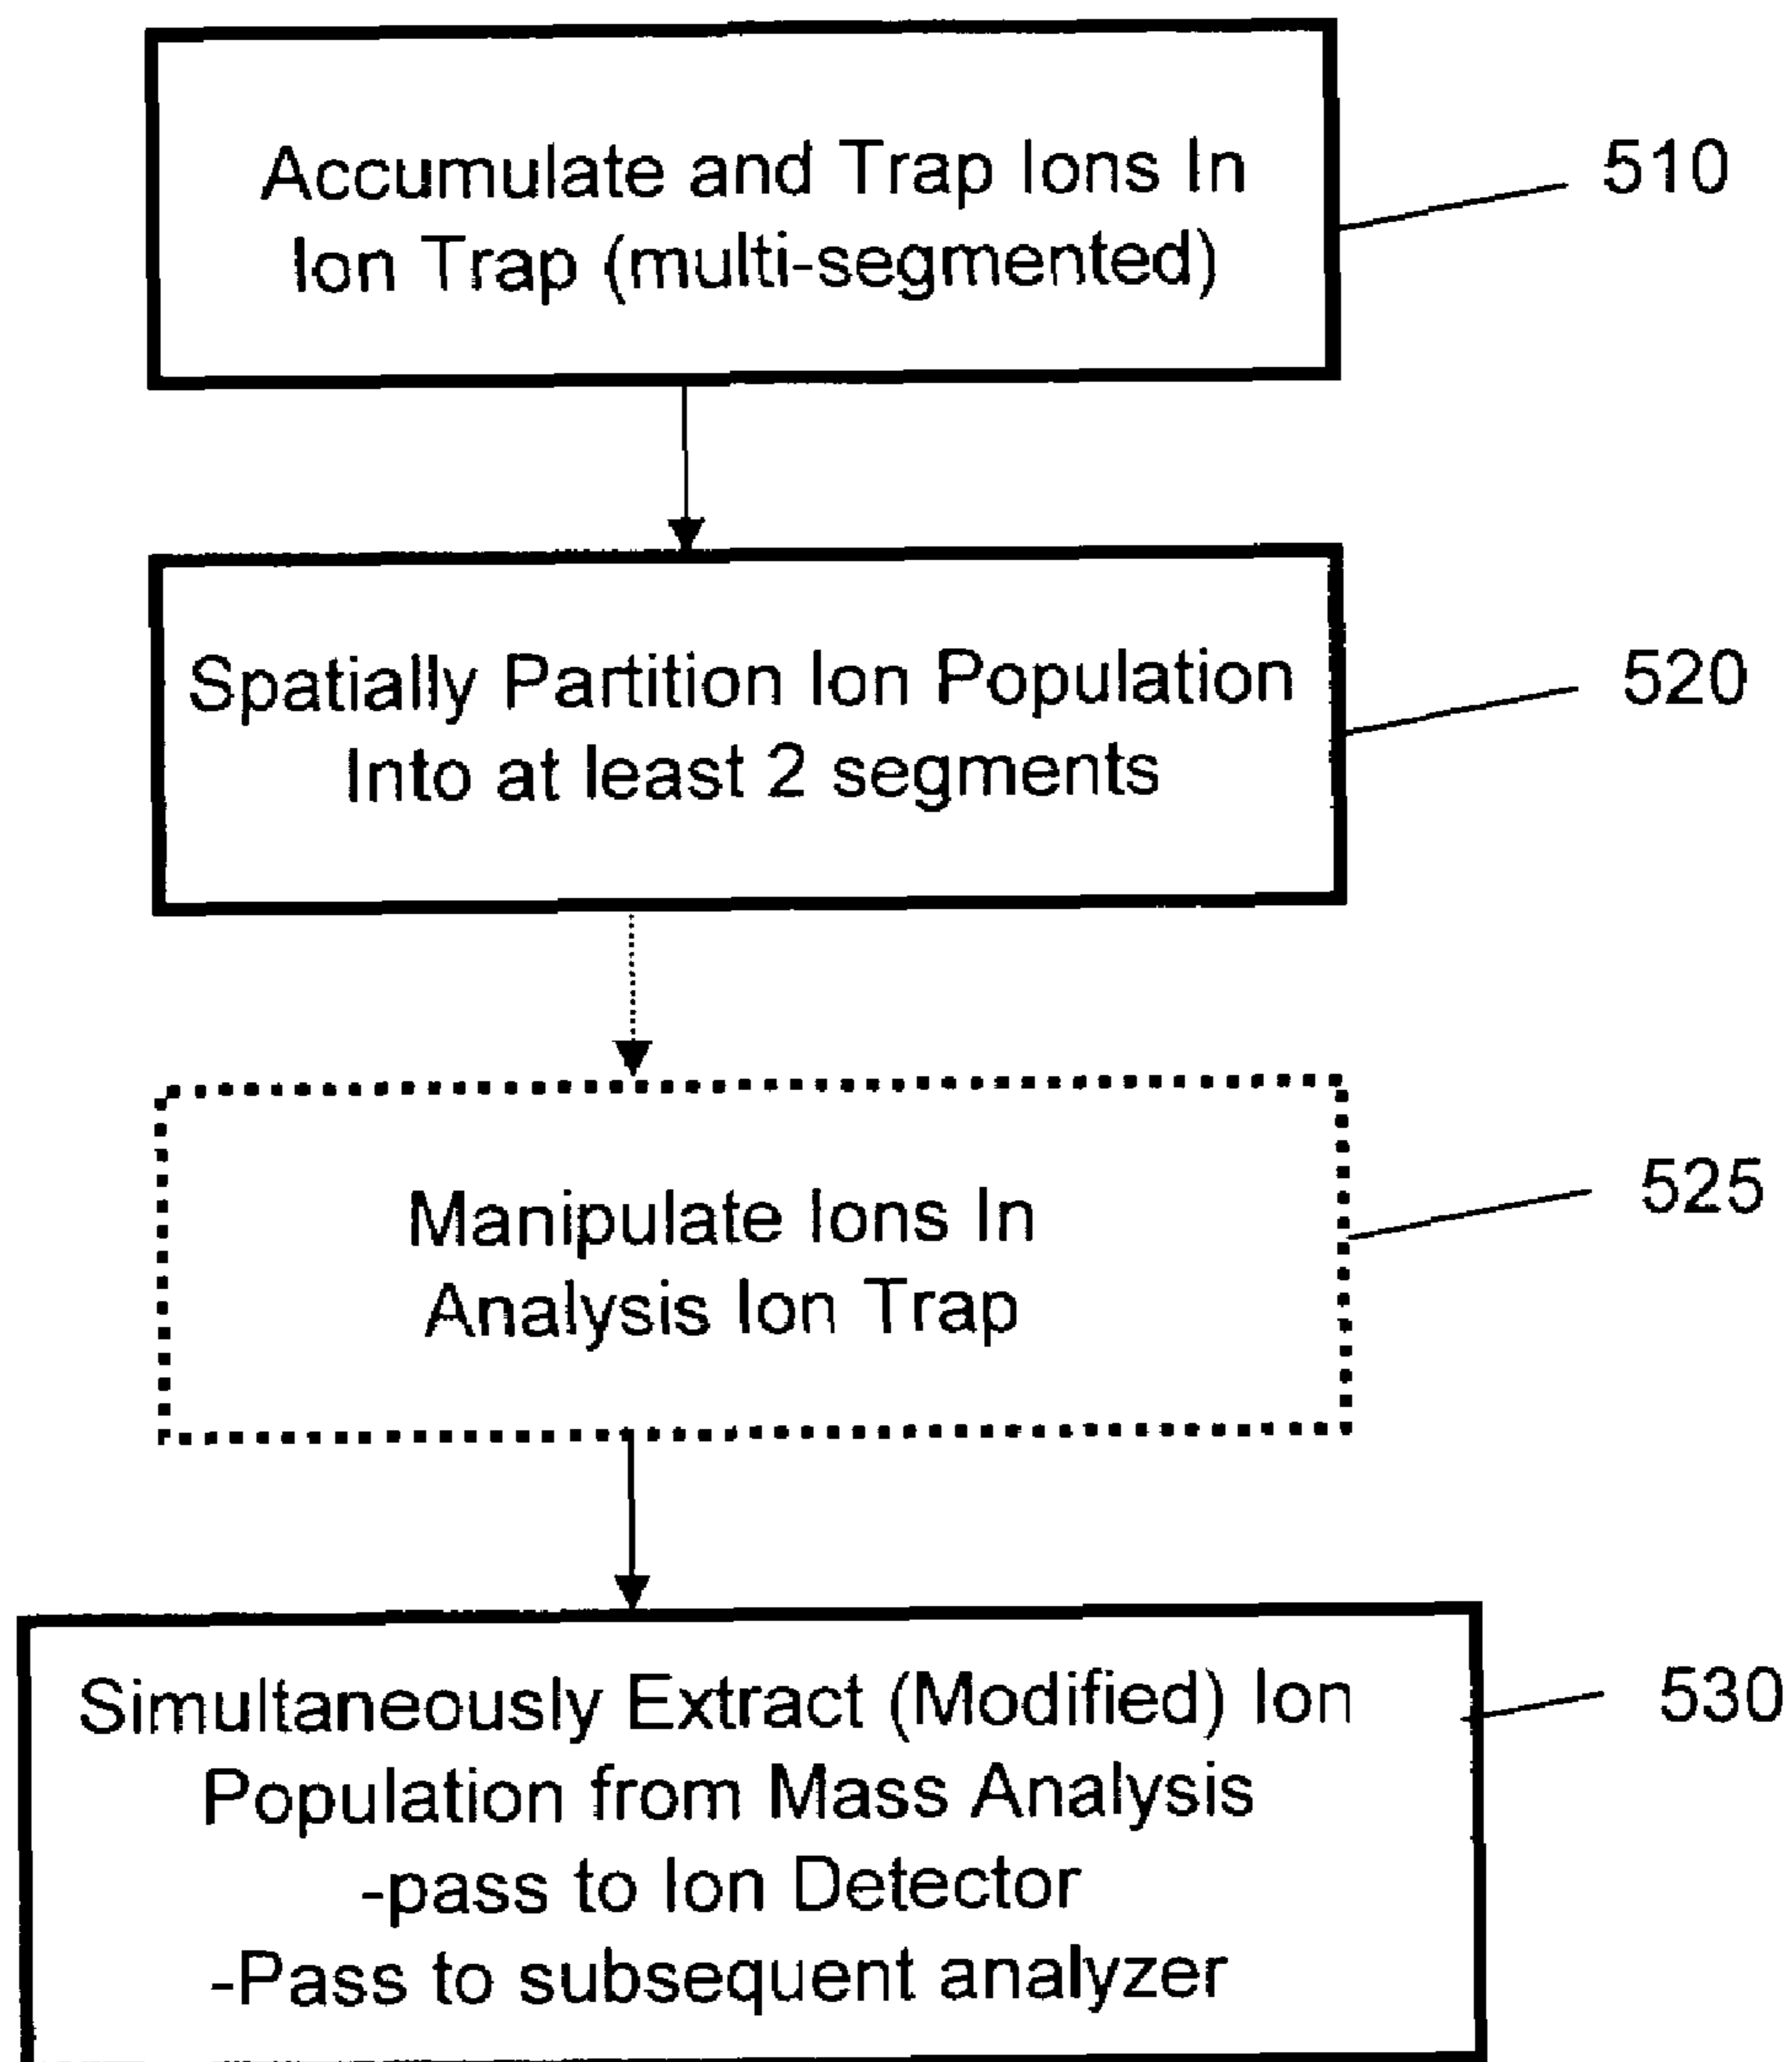 Accumulate and Trap Ions In
Ion Trap (multi-segmented)
510
Spatially Partition Ion Population
Into at least 2 segments
520
Manipulate Ions In
Analysis Ion Trap
525
Simultaneously Extract (Modified) Ion
Population from Mass Analysis
-pass to Ion Detector
-Pass to subsequent analyzer
530